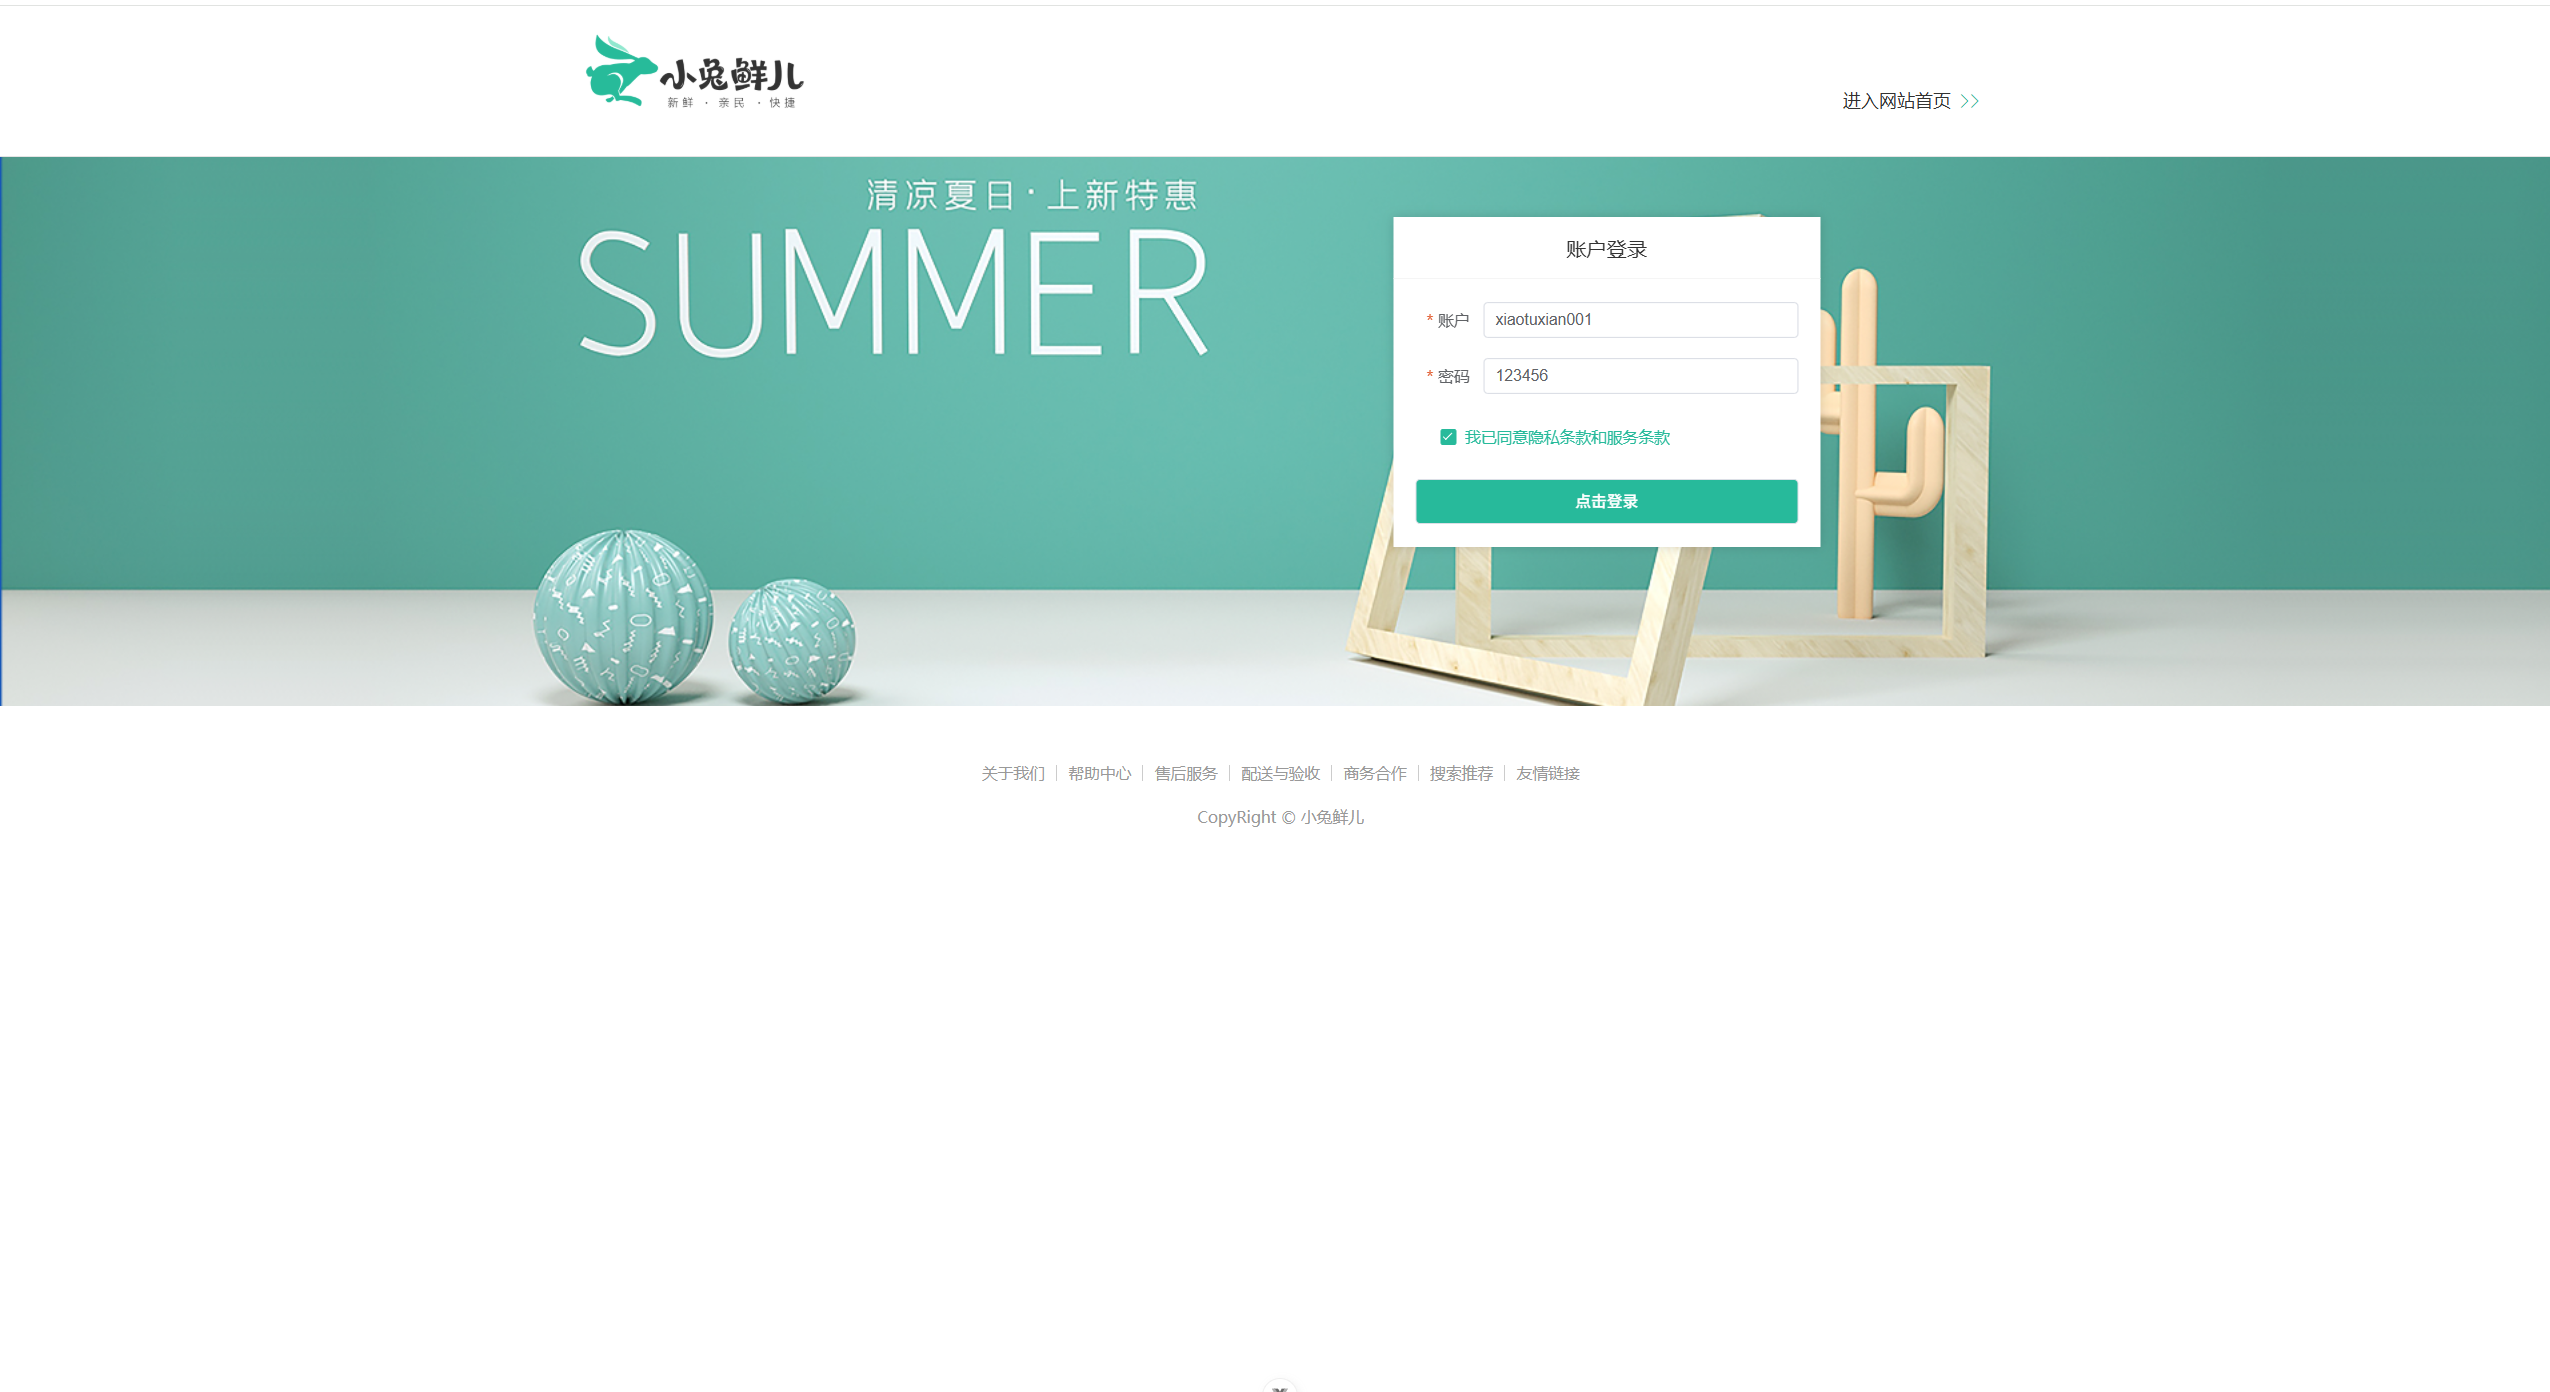 小兔鲜儿
新鲜 · 亲民 · 快捷
进入网站首页 >>
清凉夏日·上新特惠
SUMMER
账户登录
* 账户 xiaotuxian001
* 密码 123456
我已同意隐私条款和服务条款
点击登录
关于我们 | 帮助中心 | 售后服务 | 配送与验收 | 商务合作 | 搜索推荐 | 友情链接
CopyRight © 小兔鲜儿